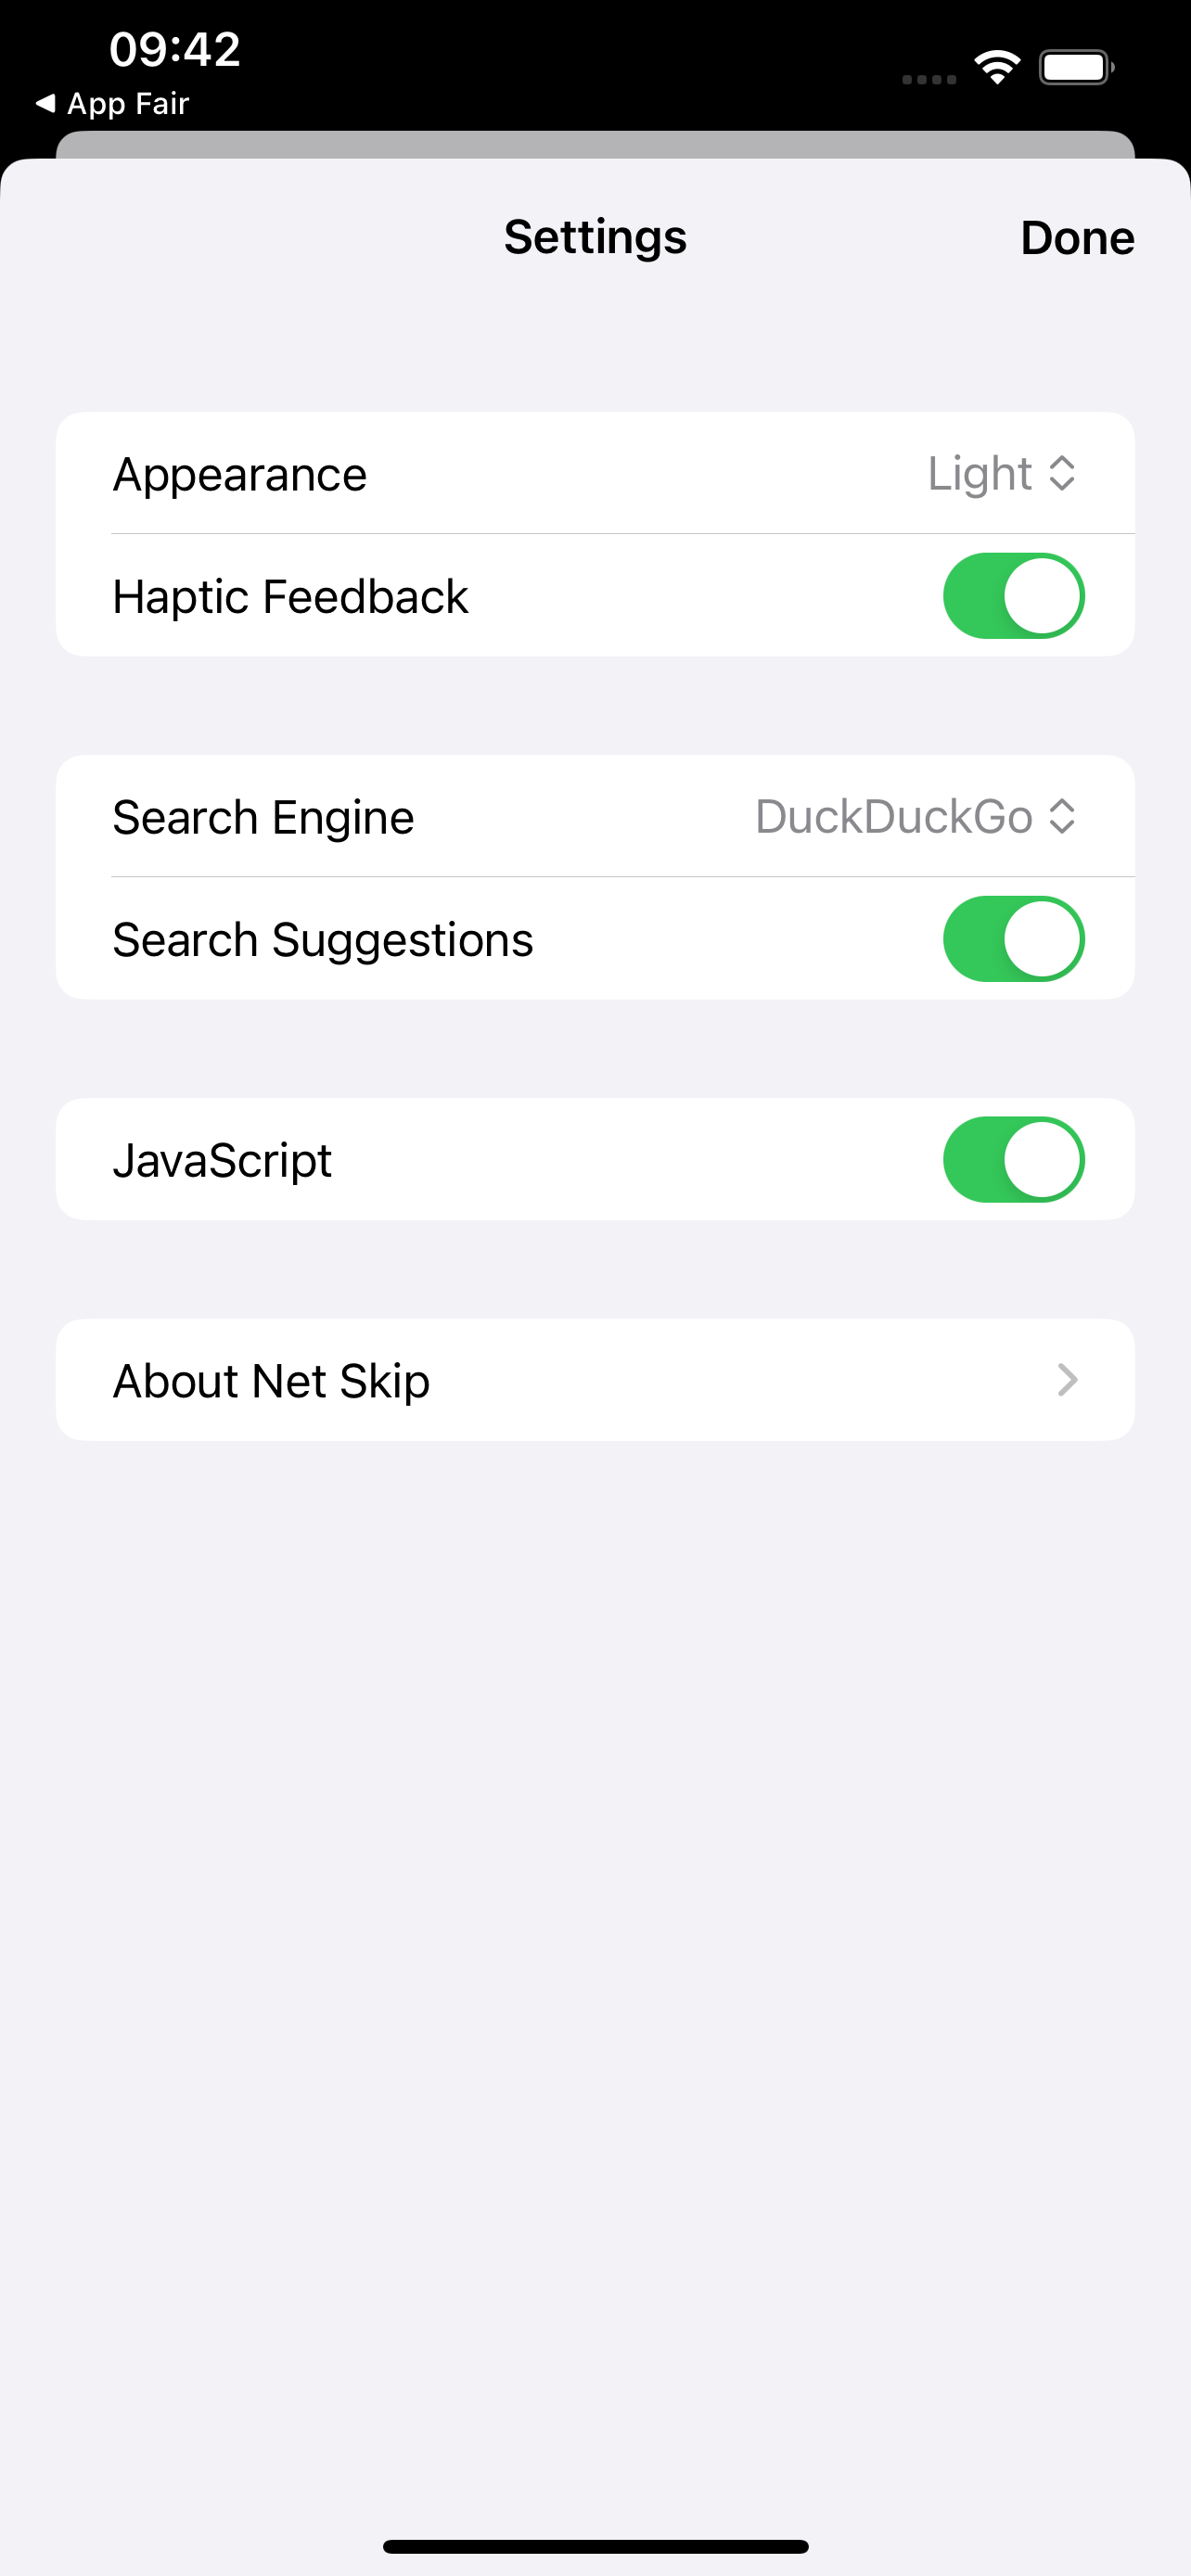 09:42
App Fair
Settings
Done
Appearance
Light
Haptic Feedback
Search Engine
DuckDuckGo
Search Suggestions
JavaScript
About Net Skip